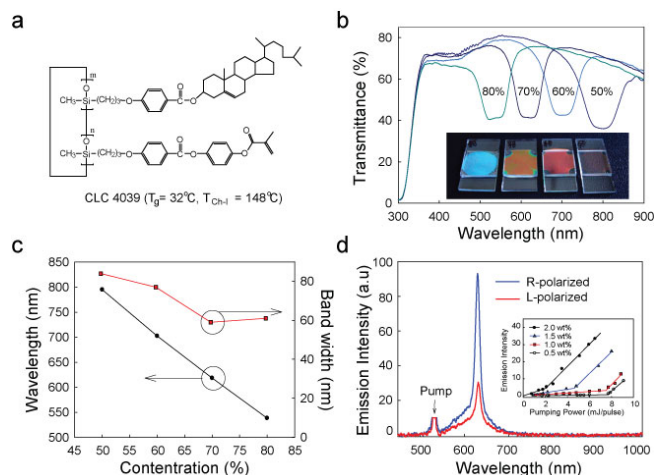 a
m
O
CH₃-Si-(CH₂)₃-O
C-O
O
n
O
CH₃-Si-(CH₂)₃-O
C-O
O
O
O
CLC 4039 (Tg= 32°C, TCh-I = 148°C)
b
Transmittance (%)
80
60
40
20
0
80%
70%
60%
50%
300
400
500
600
700
800
900
Wavelength (nm)
c
Wavelength (nm)
850
800
750
700
650
600
550
500
80
60
40
20
0
Band width (nm)
45
50
55
60
65
70
75
80
85
Contentration (%)
d
Emission Intensity (a.u)
100
80
60
40
20
0
R-polarized
L-polarized
Pump
Emission Intensity
40
30
20
10
0
2.0 wt%
1.5 wt%
1.0 wt%
0.5 wt%
0
2
4
6
8
10
Pumping Power (mJ/pulse)
500
600
700
800
900
1000
Wavelength (nm)